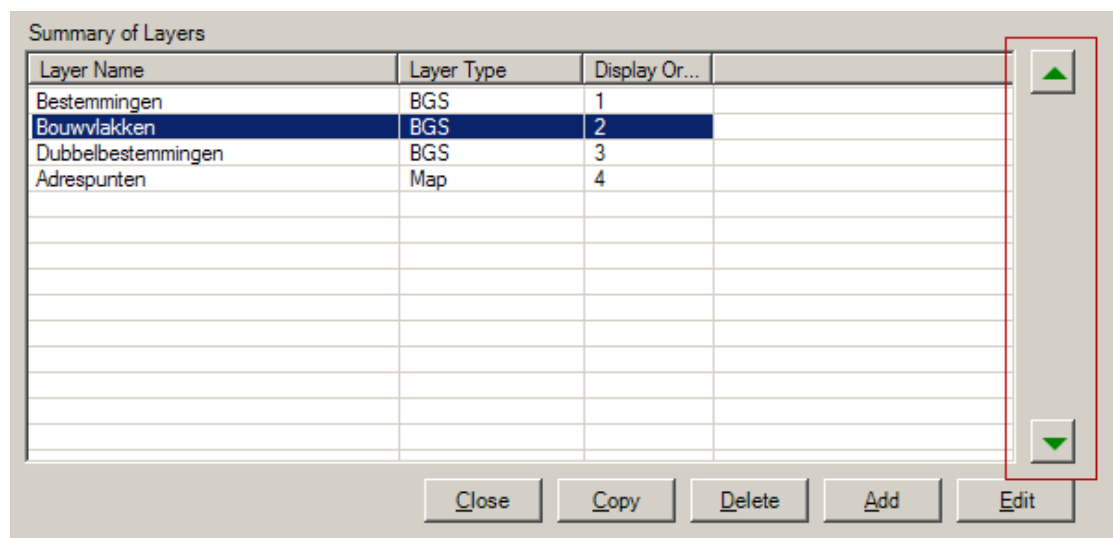 Summary of Layers
Layer Name Layer Type Display Or...
Bestemmingen BGS 1
Bouwvlakken BGS 2
Dubbelbestemmingen BGS 3
Adrespunten Map 4
Close Copy Delete Add Edit